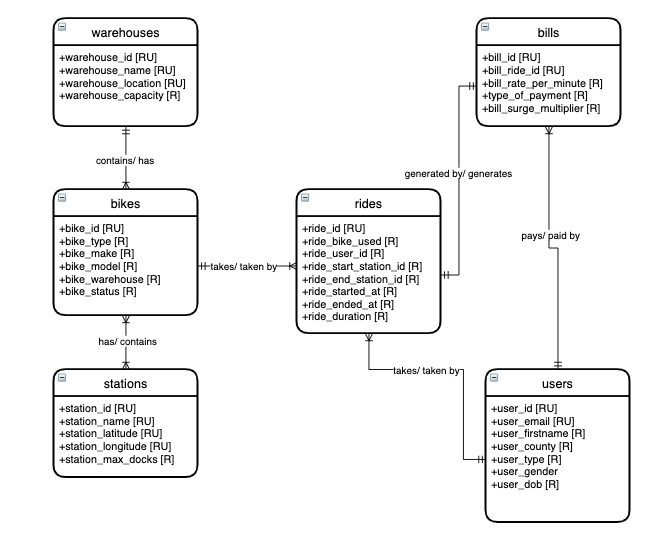 warehouses
+warehouse_id [RU]
+warehouse_name [RU]
+warehouse_location [RU]
+warehouse_capacity [R]
contains/ has
bikes
+bike_id [RU]
+bike_type [R]
+bike_make [R]
+bike_model [R]
+bike_warehouse [R]
+bike_status [R]
has/ contains
stations
+station_id [RU]
+station_name [RU]
+station_latitude [RU]
+station_longitude [RU]
+station_max_docks [R]
takes/ taken by
rides
+ride_id [RU]
+ride_bike_used [R]
+ride_user_id [R]
+ride_start_station_id [R]
+ride_end_station_id [R]
+ride_started_at [R]
+ride_ended_at [R]
+ride_duration [R]
generated by/ generates
bills
+bill_id [RU]
+bill_ride_id [RU]
+bill_rate_per_minute [R]
+type_of_payment [R]
+bill_surge_multiplier [R]
pays/ paid by
takes/ taken by
users
+user_id [RU]
+user_email [RU]
+user_firstname [R]
+user_county [R]
+user_type [R]
+user_gender
+user_dob [R]